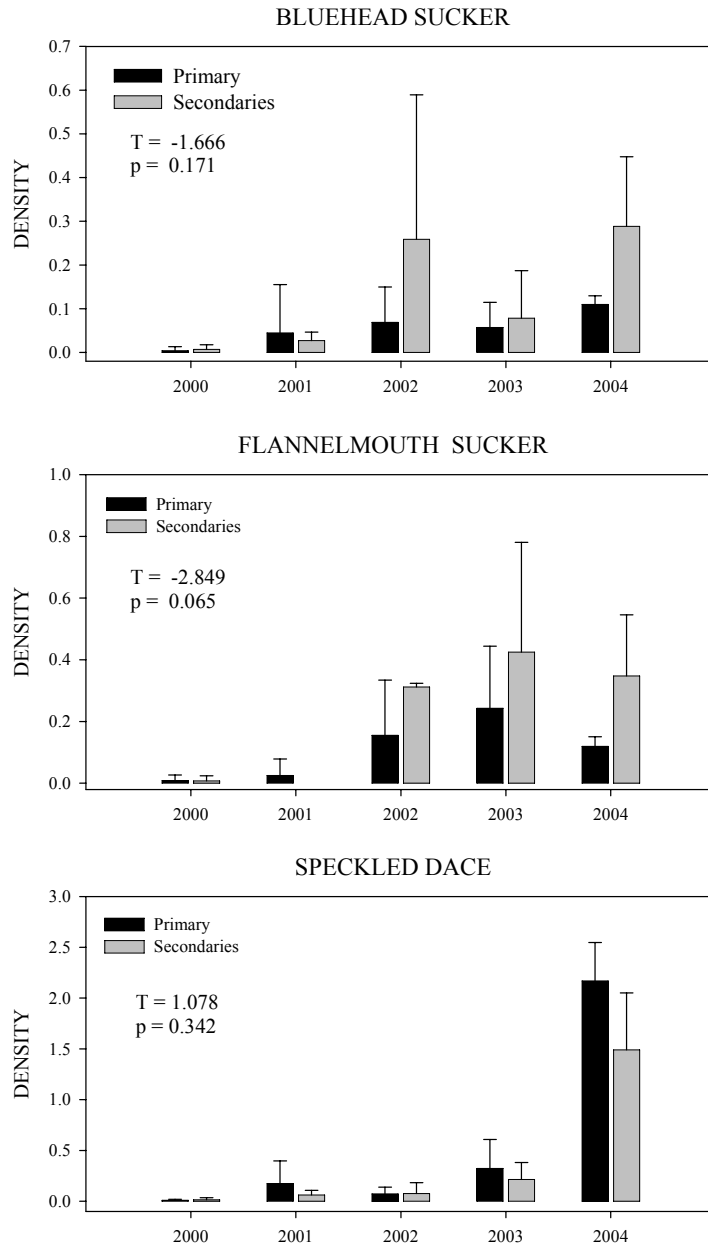 BLUEHEAD SUCKER
0.7
0.6
0.5
0.4
0.3
0.2
0.1
0.0
DENSITY
Primary
Secondaries
T = -1.666
p = 0.171
2000 2001 2002 2003 2004
FLANNELMOUTH SUCKER
1.0
0.8
0.6
0.4
0.2
0.0
DENSITY
Primary
Secondaries
T = -2.849
p = 0.065
2000 2001 2002 2003 2004
SPECKLED DACE
3.0
2.5
2.0
1.5
1.0
0.5
0.0
DENSITY
Primary
Secondaries
T = 1.078
p = 0.342
2000 2001 2002 2003 2004